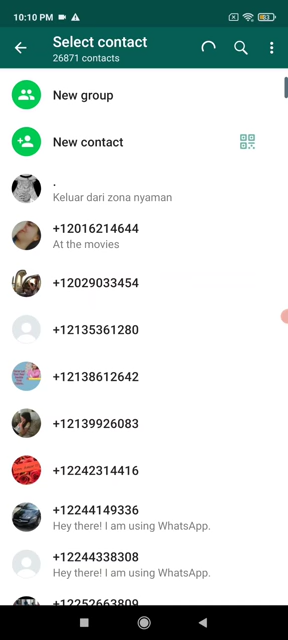 10:10 PM
Select contact
26871 contacts
New group
New contact
.
Keluar dari zona nyaman
+12016214644
At the movies
+12029033454
+12135361280
+12138612642
+12139926083
+12242314416
+12244149336
Hey there! I am using WhatsApp.
+12244338308
Hey there! I am using WhatsApp.
+12252663809